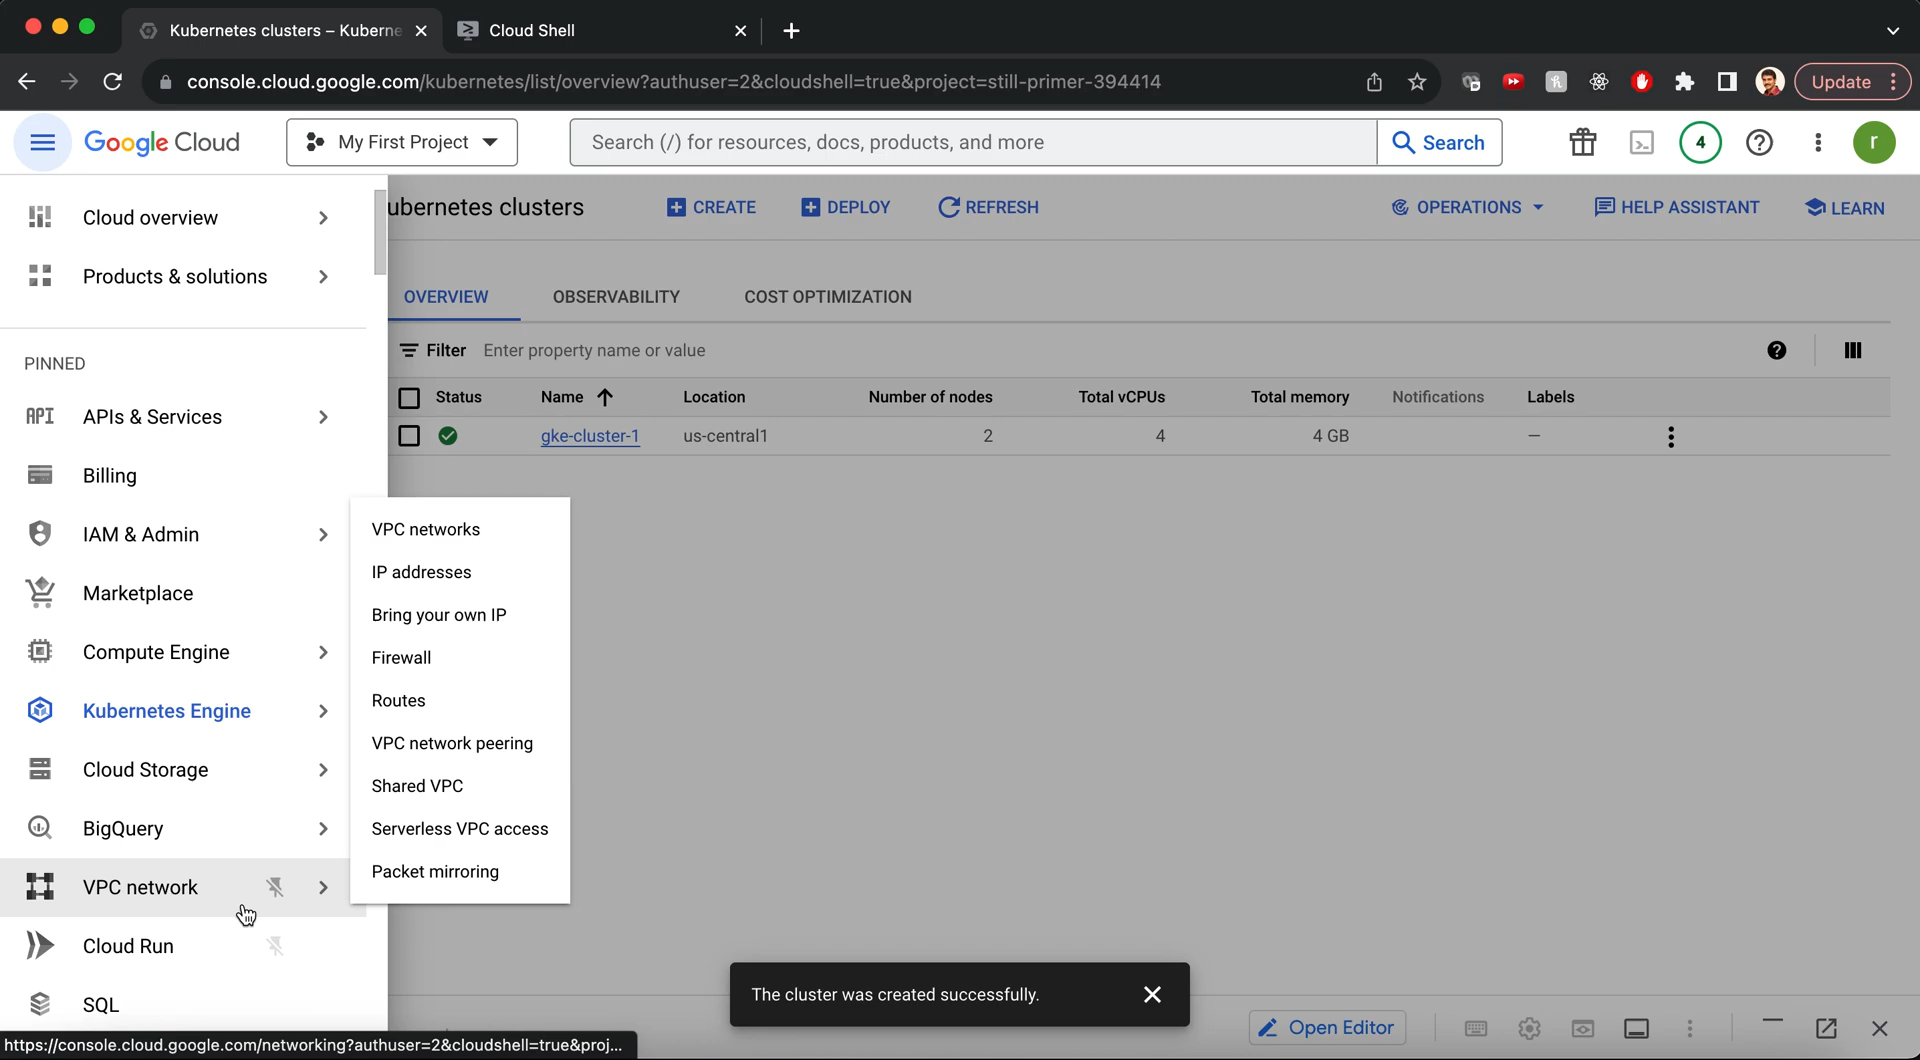 Kubernetes clusters – Kuberne
Cloud Shell
console.cloud.google.com/kubernetes/list/overview?authuser=2&cloudshell=true&project=still-primer-394414
Update
Google Cloud
My First Project
Search (/) for resources, docs, products, and more
Search
4
r
Cloud overview
Products & solutions
PINNED
API APIs & Services
Billing
IAM & Admin
Marketplace
Compute Engine
Kubernetes Engine
Cloud Storage
BigQuery
VPC network
Cloud Run
SQL
VPC networks
IP addresses
Bring your own IP
Firewall
Routes
VPC network peering
Shared VPC
Serverless VPC access
Packet mirroring
ubernetes clusters
CREATE
DEPLOY
REFRESH
OPERATIONS
HELP ASSISTANT
LEARN
OVERVIEW
OBSERVABILITY
COST OPTIMIZATION
Filter Enter property name or value
Status Name Location Number of nodes Total vCPUs Total memory Notifications Labels
gke-cluster-1 us-central1 2 4 4 GB –
The cluster was created successfully.
Open Editor
https://console.cloud.google.com/networking?authuser=2&cloudshell=true&proj...